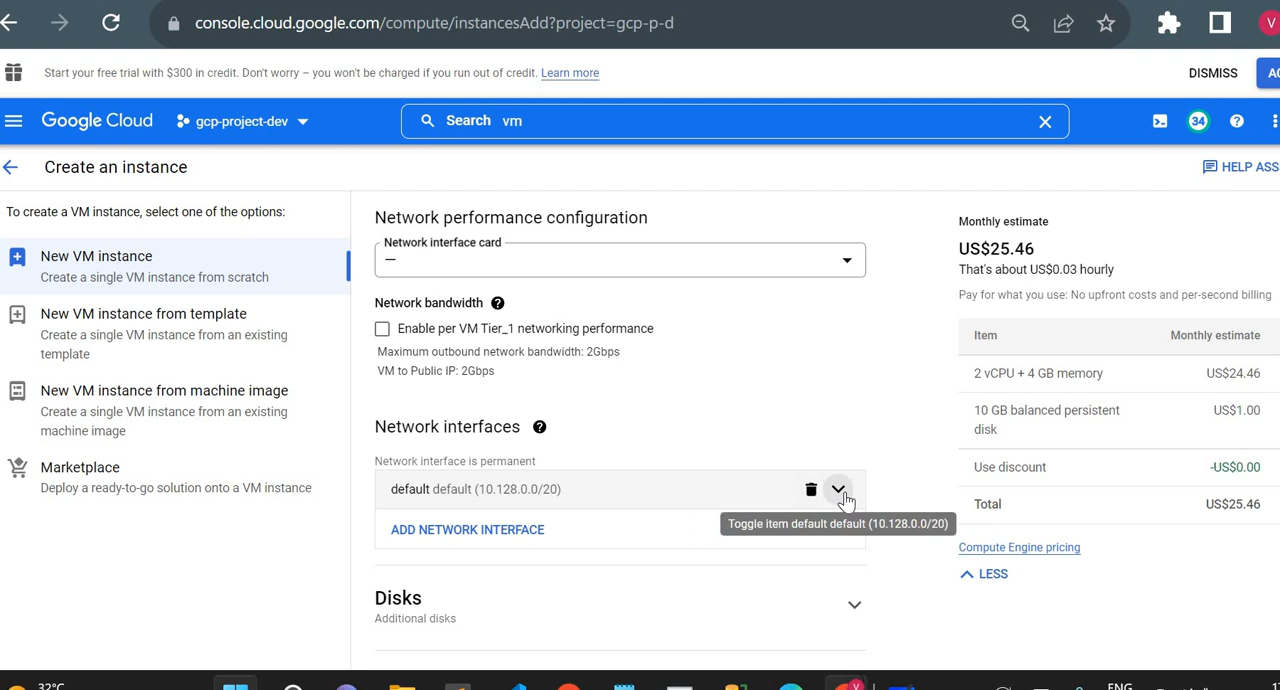 console.cloud.google.com/compute/instancesAdd?project=gcp-p-d
V
Start your free trial with $300 in credit. Don't worry – you won't be charged if you run out of credit. Learn more
DISMISS
Google Cloud
gcp-project-dev
Search vm
34
Create an instance
HELP ASS
To create a VM instance, select one of the options:
New VM instance
Create a single VM instance from scratch
New VM instance from template
Create a single VM instance from an existing
template
New VM instance from machine image
Create a single VM instance from an existing
machine image
Marketplace
Deploy a ready-to-go solution onto a VM instance
Network performance configuration
Network interface card
—
Network bandwidth
Enable per VM Tier_1 networking performance
Maximum outbound network bandwidth: 2Gbps
VM to Public IP: 2Gbps
Network interfaces
Network interface is permanent
default default (10.128.0.0/20)
Toggle item default default (10.128.0.0/20)
ADD NETWORK INTERFACE
Disks
Additional disks
Monthly estimate
US$25.46
That's about US$0.03 hourly
Pay for what you use: No upfront costs and per-second billing
Item Monthly estimate
2 vCPU + 4 GB memory US$24.46
10 GB balanced persistent US$1.00
disk
Use discount -US$0.00
Total US$25.46
Compute Engine pricing
LESS
32°C
ENG